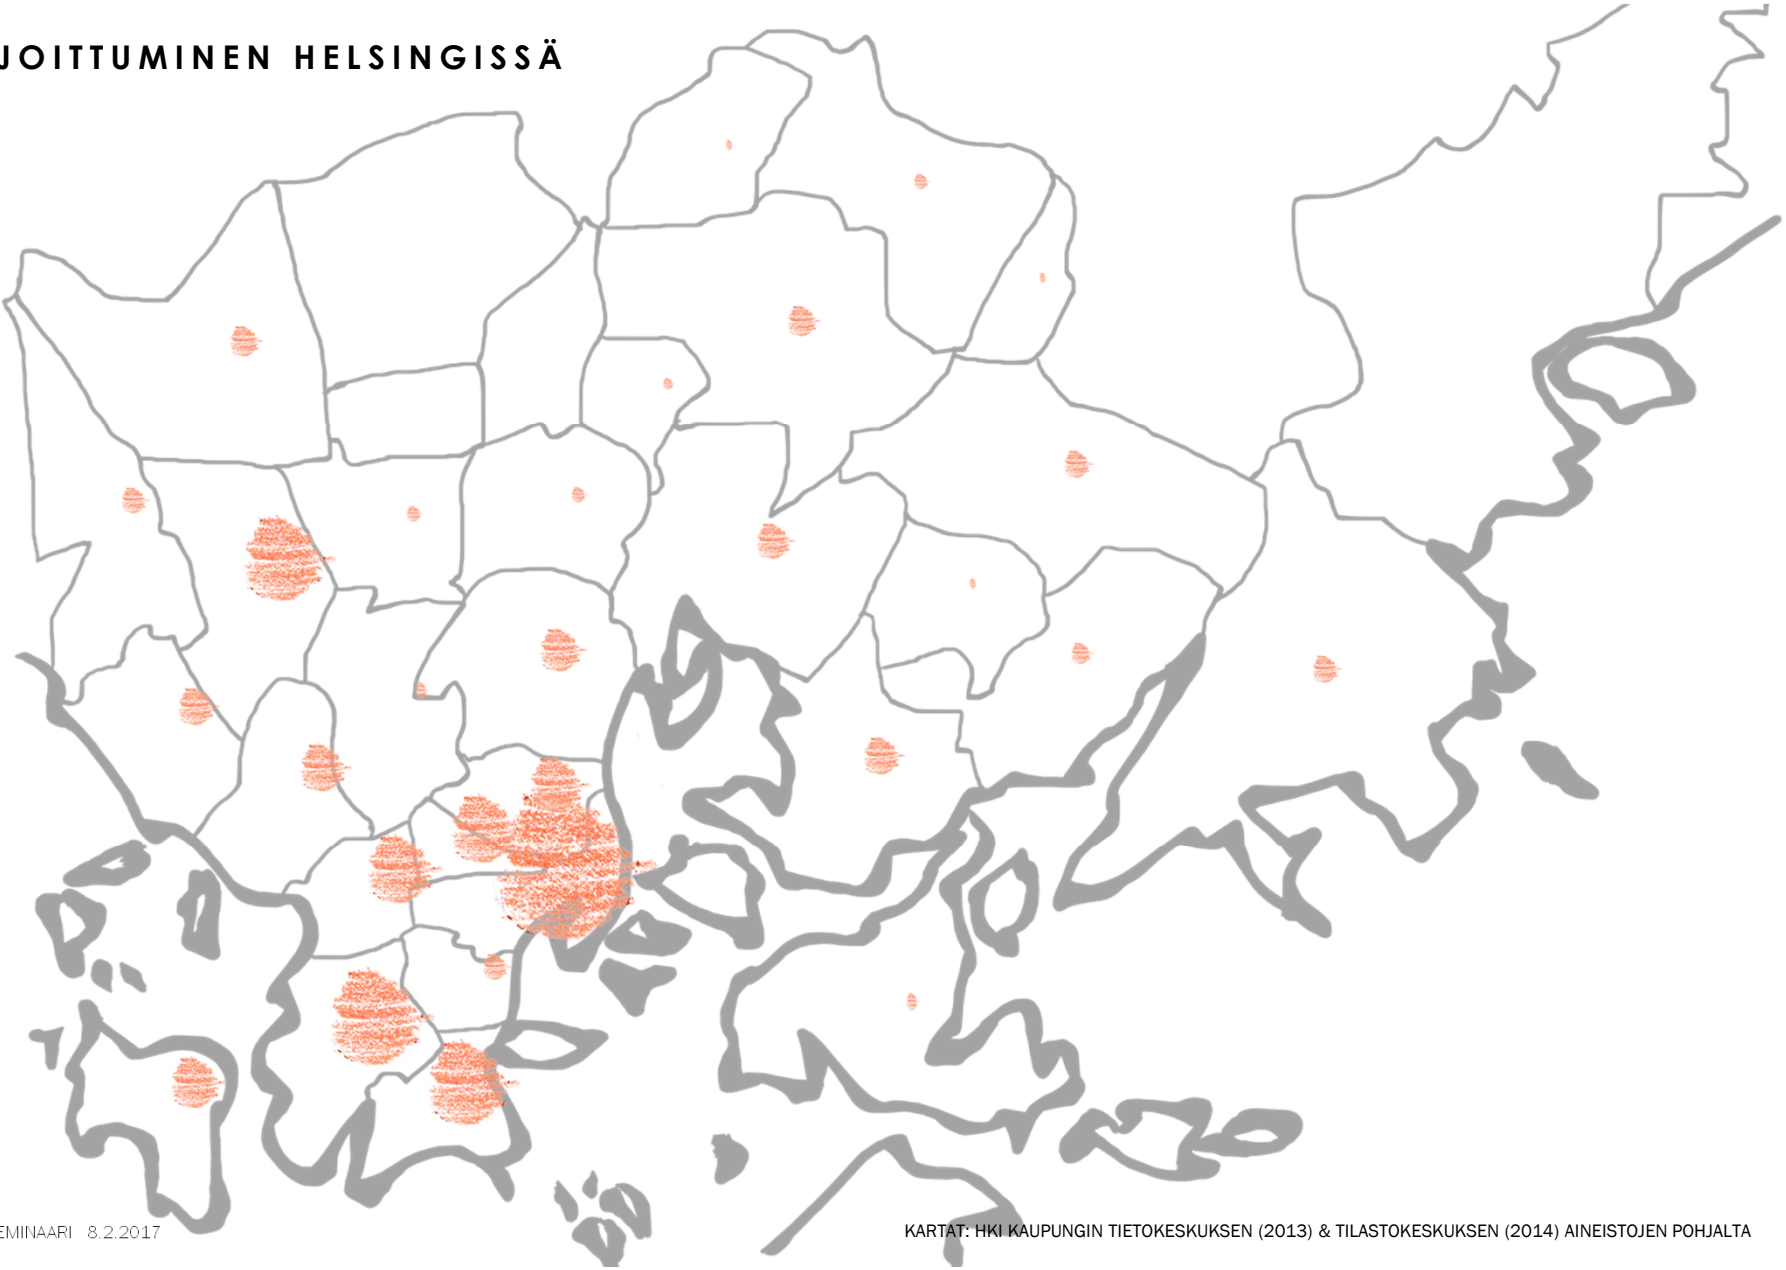 JOITTUMINEN HELSINGISSÄ
EMINAARI 8.2.2017
KARTAT: HKI KAUPUNGIN TIETOKESKUKSEN (2013) & TILASTOKESKUKSEN (2014) AINEISTOJEN POHJALTA